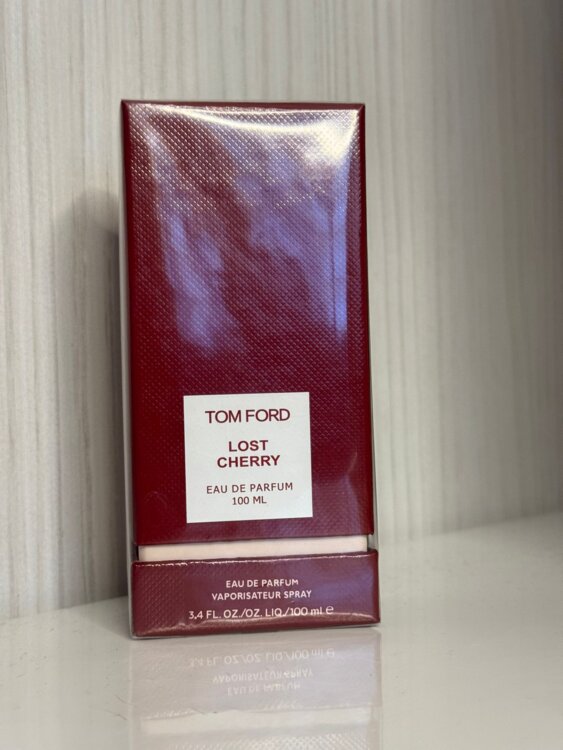 TOM FORD
LOST
CHERRY
EAU DE PARFUM
100 ML
EAU DE PARFUM
VAPORISATEUR SPRAY
3,4 FL. OZ./OZ. LIQ./100 ml ℮